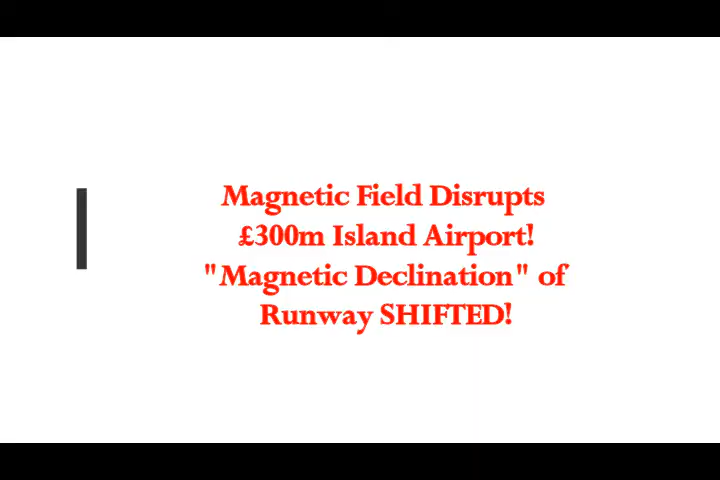 Magnetic Field Disrupts
£300m Island Airport!
"Magnetic Declination" of
Runway SHIFTED!